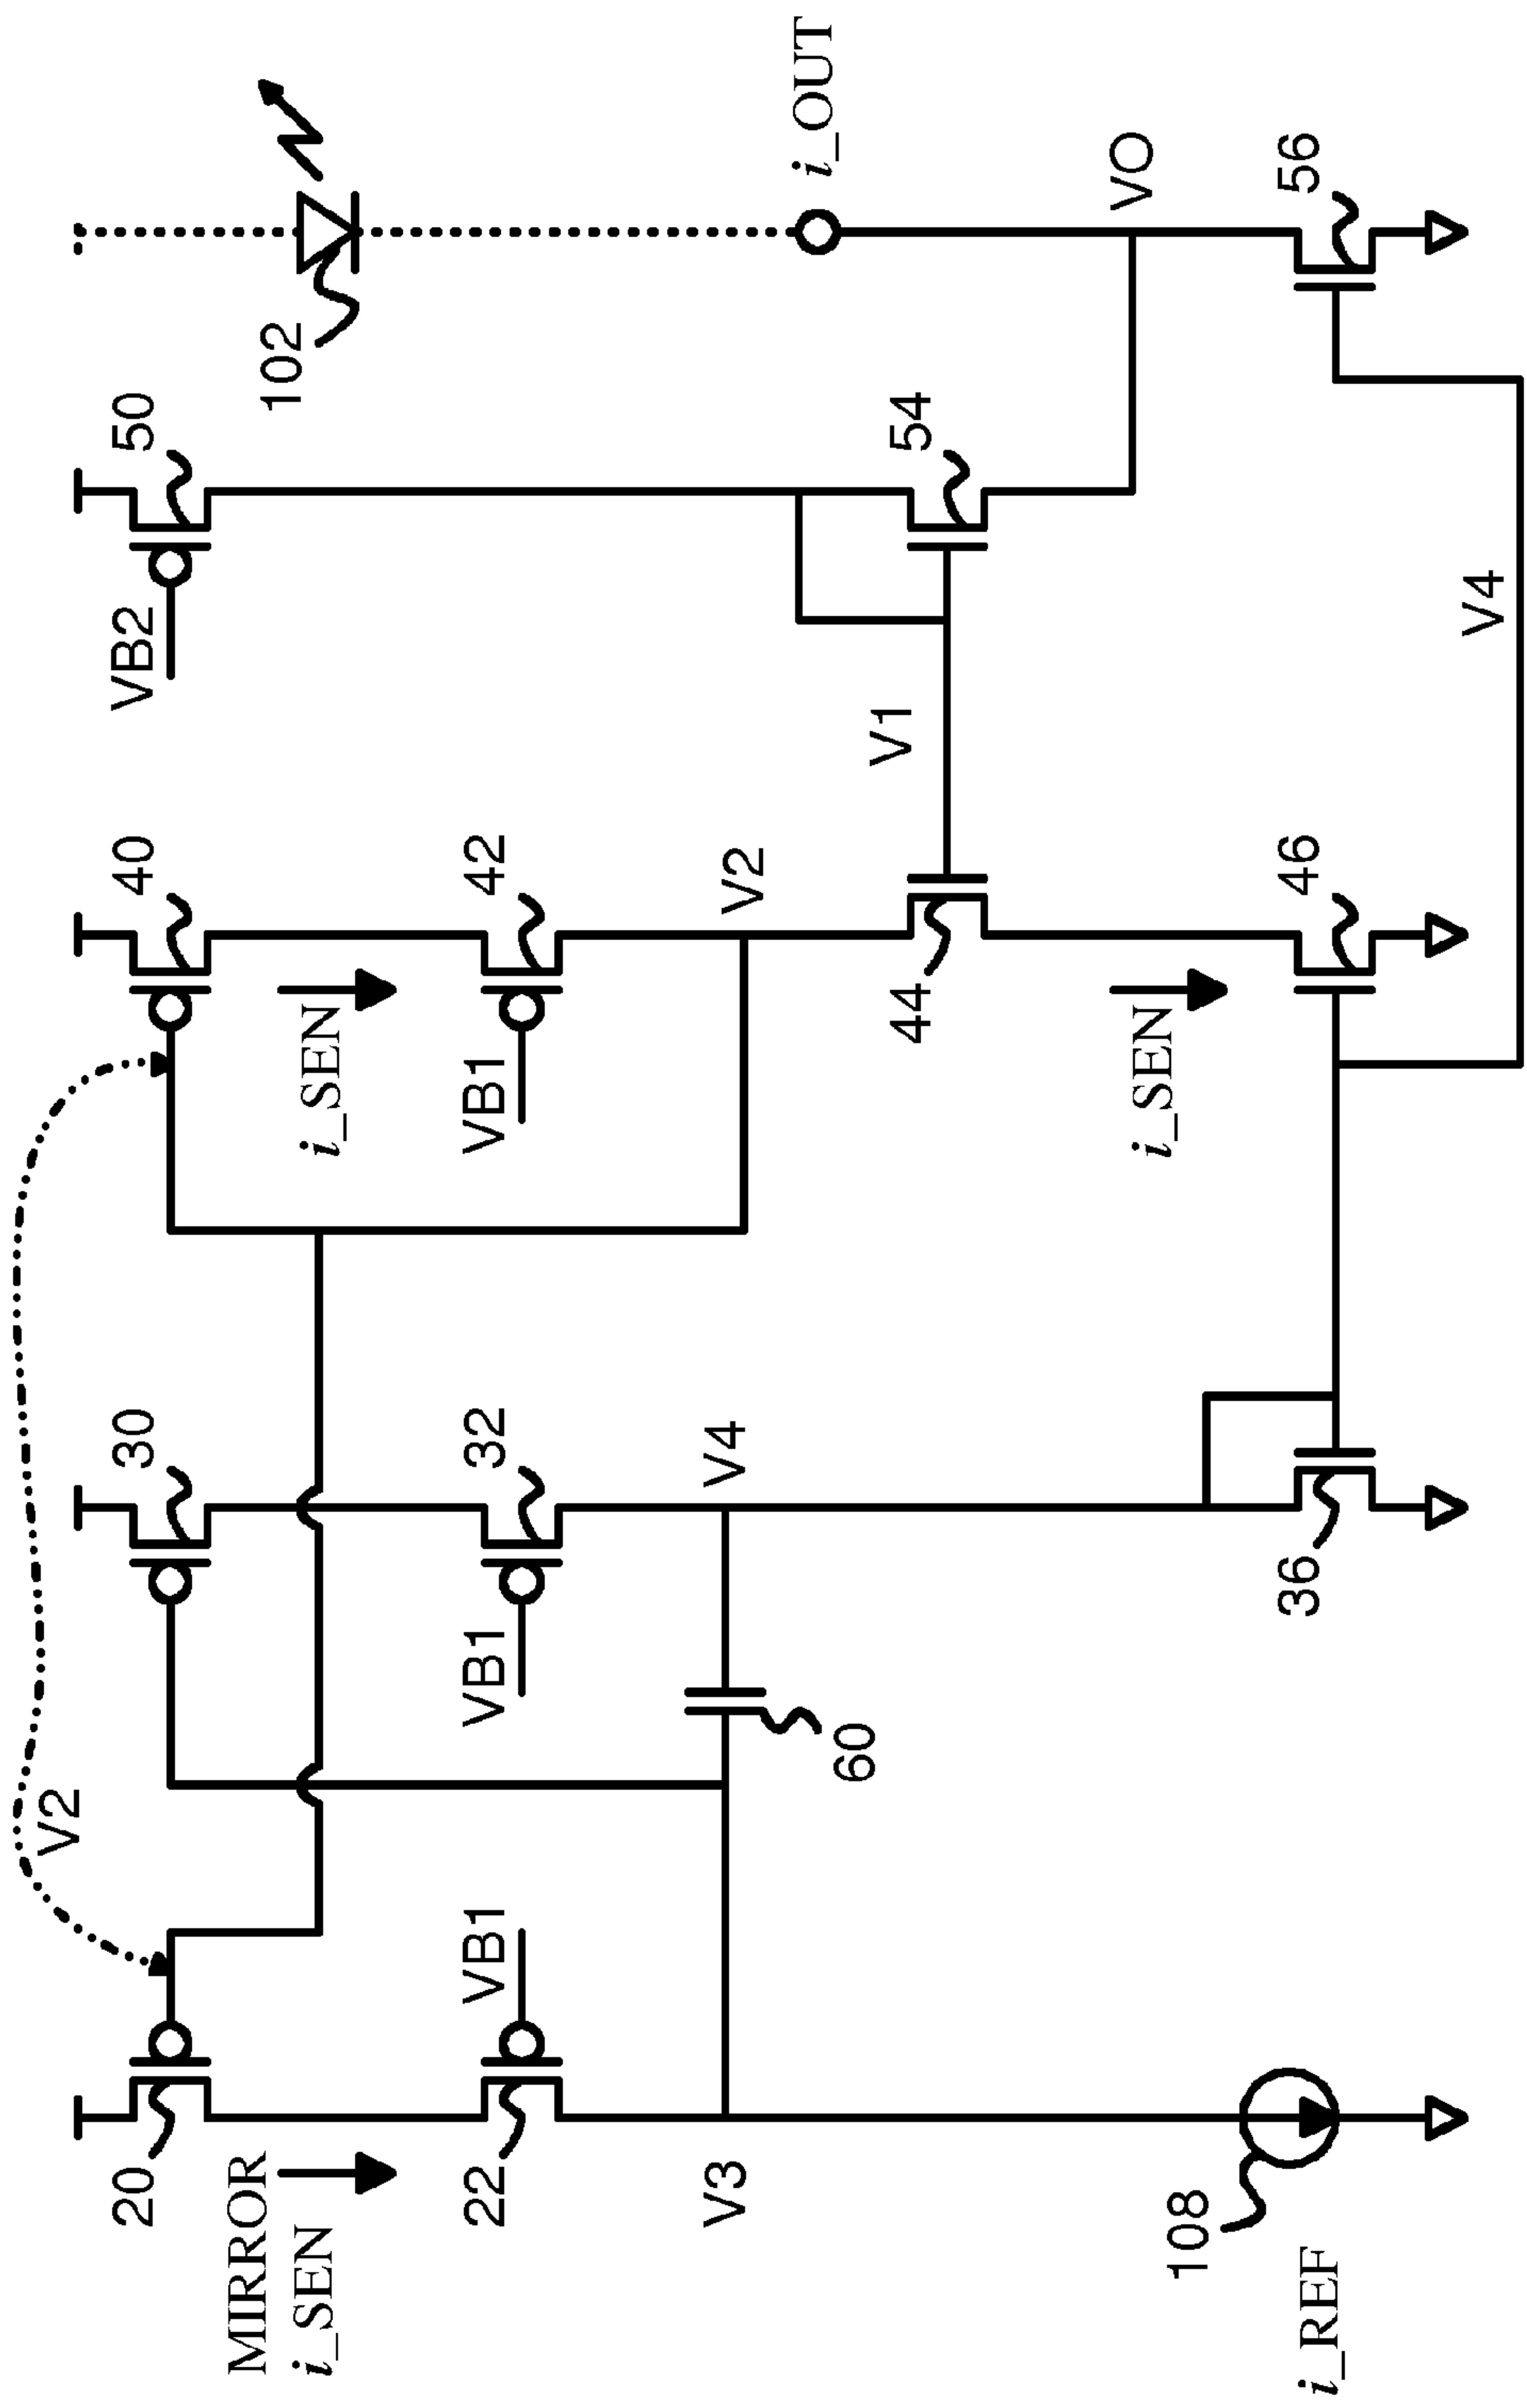 20
MIRROR
i_SEN
22
VB1
V3
108
i_REF
V2
30
32
VB1
V4
60
36
40
i_SEN
42
VB1
V2
44
i_SEN
46
V1
V4
50
VB2
54
102
i_OUT
VO
56